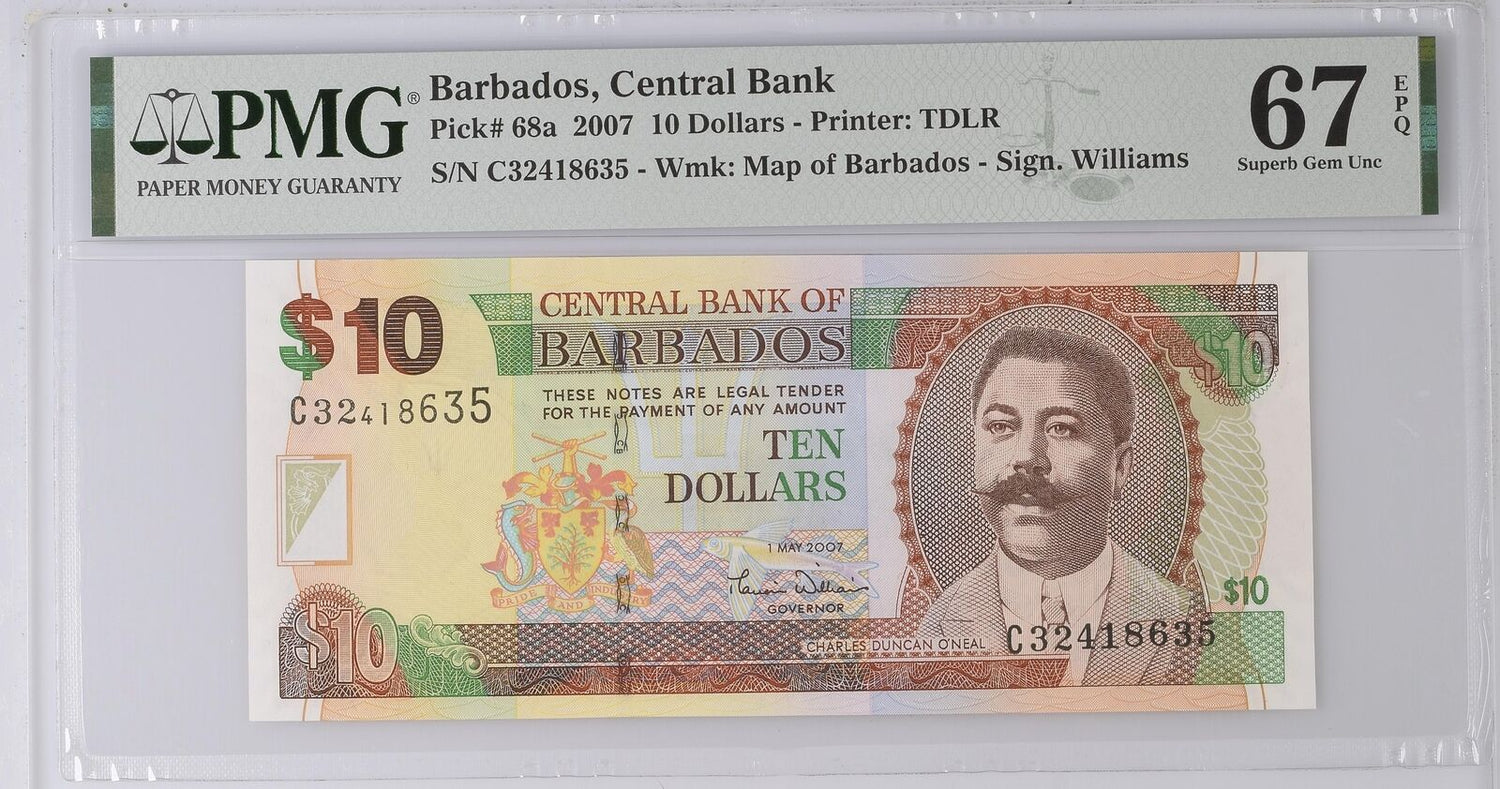 PMG®
PAPER MONEY GUARANTY
Barbados, Central Bank
Pick# 68a 2007 10 Dollars - Printer: TDLR
S/N C32418635 - Wmk: Map of Barbados - Sign. Williams
67
EPQ
Superb Gem Unc
$10
C32418635
CENTRAL BANK OF
BARBADOS
THESE NOTES ARE LEGAL TENDER
FOR THE PAYMENT OF ANY AMOUNT
TEN
DOLLARS
$10
1 MAY 2007
Marion Williams
GOVERNOR
PRIDE AND INDUSTRY
$10
$10
CHARLES DUNCAN O'NEAL
C32418635